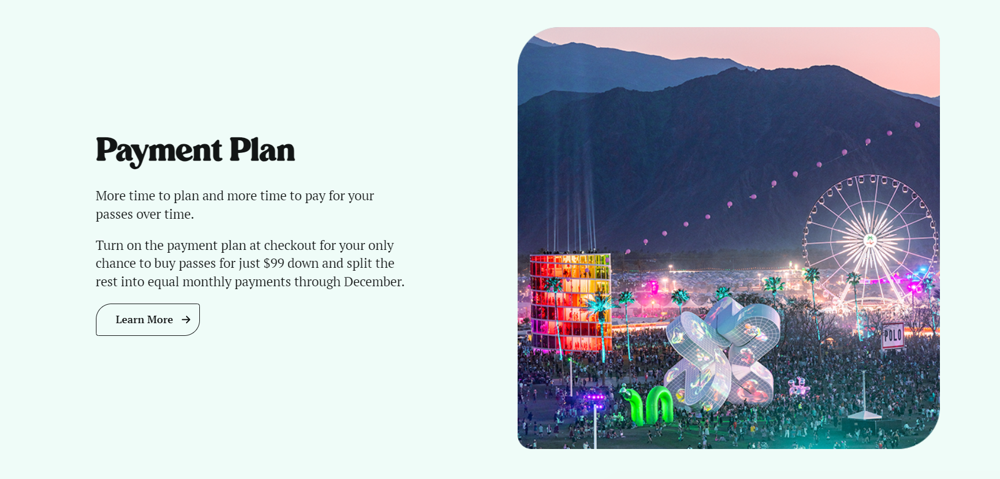 Payment Plan
More time to plan and more time to pay for your
passes over time.
Turn on the payment plan at checkout for your only
chance to buy passes for just $99 down and split the
rest into equal monthly payments through December.
Learn More
POLO